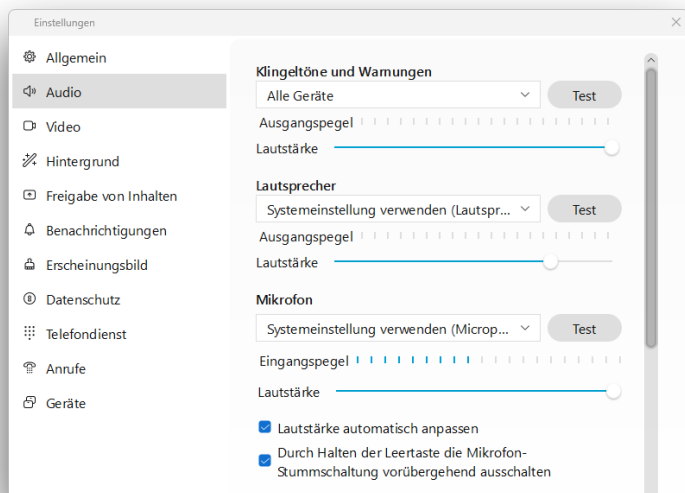 Einstellungen
Allgemein
Audio
Video
Hintergrund
Freigabe von Inhalten
Benachrichtigungen
Erscheinungsbild
Datenschutz
Telefondienst
Anrufe
Geräte
Klingeltöne und Warnungen
Alle Geräte
Test
Ausgangspegel
Lautstärke
Lautsprecher
Systemeinstellung verwenden (Lautspr...
Test
Ausgangspegel
Lautstärke
Mikrofon
Systemeinstellung verwenden (Microp...
Test
Eingangspegel
Lautstärke
Lautstärke automatisch anpassen
Durch Halten der Leertaste die Mikrofon-
Stummschaltung vorübergehend ausschalten